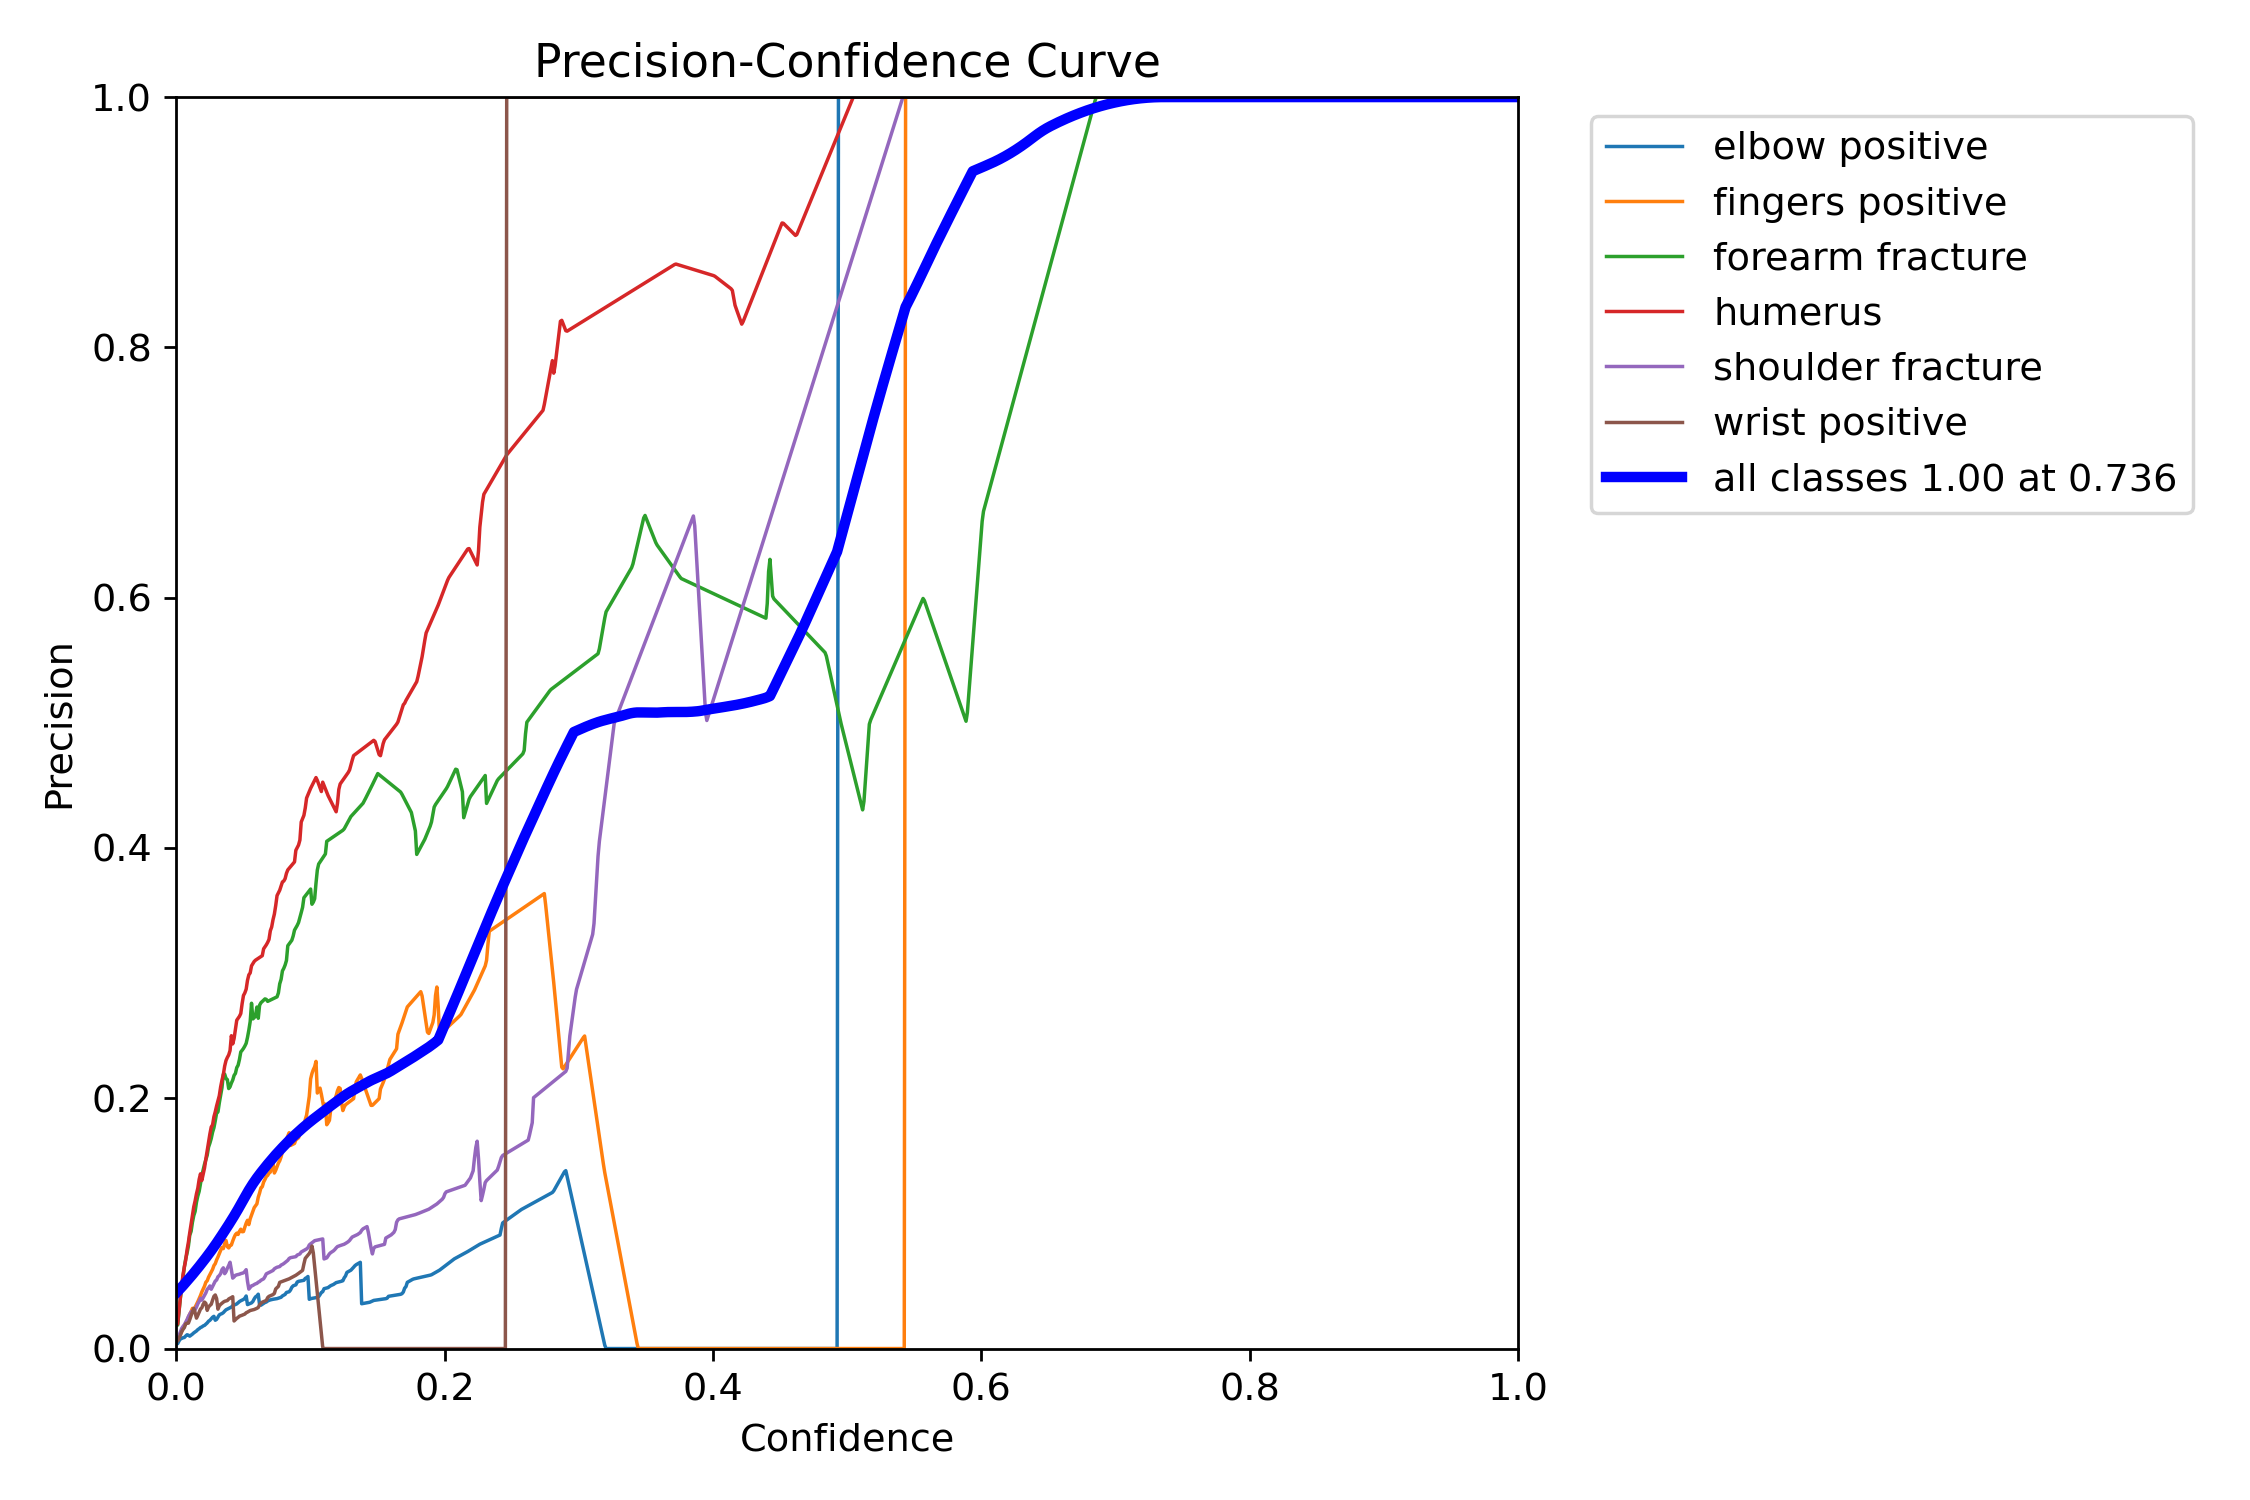 Precision-Confidence Curve
1.0
0.8
0.6
0.4
0.2
0.0
Precision
0.0 0.2 0.4 0.6 0.8 1.0
Confidence
elbow positive
fingers positive
forearm fracture
humerus
shoulder fracture
wrist positive
all classes 1.00 at 0.736